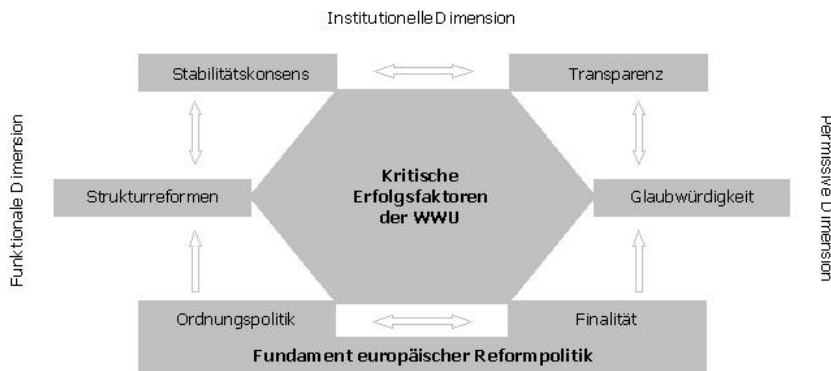 Institutionelle Dimension
Stabilitätskonsens
Transparenz
Funktionale Dimension
Permissive Dimension
Kritische
Erfolgsfaktoren
der WWU
Strukturreformen
Glaubwürdigkeit
Ordnungspolitik
Finalität
Fundament europäischer Reformpolitik